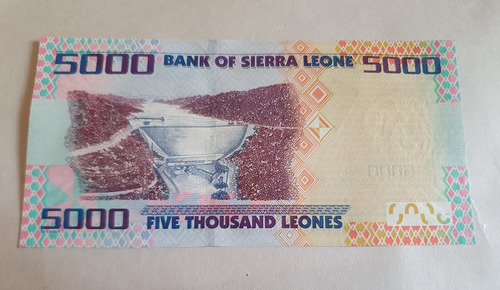 5000 BANK OF SIERRA LEONE 5000
5000 FIVE THOUSAND LEONES